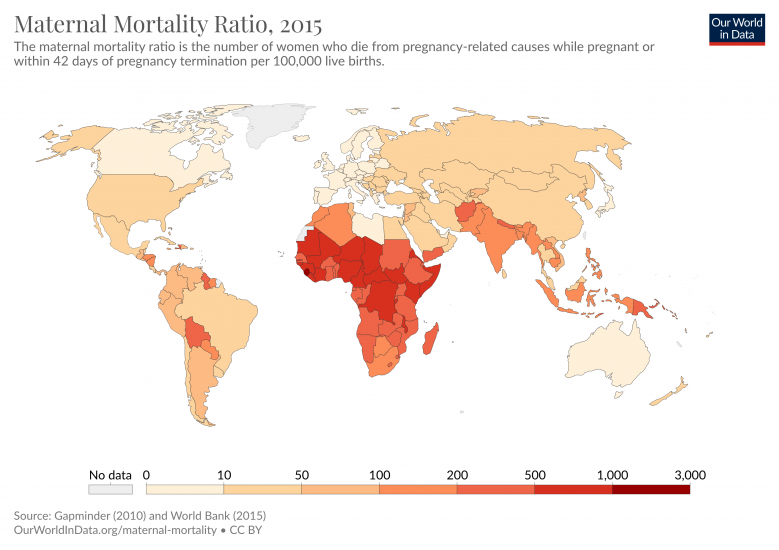 Maternal Mortality Ratio, 2015
Our World
in Data
The maternal mortality ratio is the number of women who die from pregnancy-related causes while pregnant or
within 42 days of pregnancy termination per 100,000 live births.
No data 0 10 50 100 200 500 1,000 3,000
Source: Gapminder (2010) and World Bank (2015)
OurWorldInData.org/maternal-mortality • CC BY